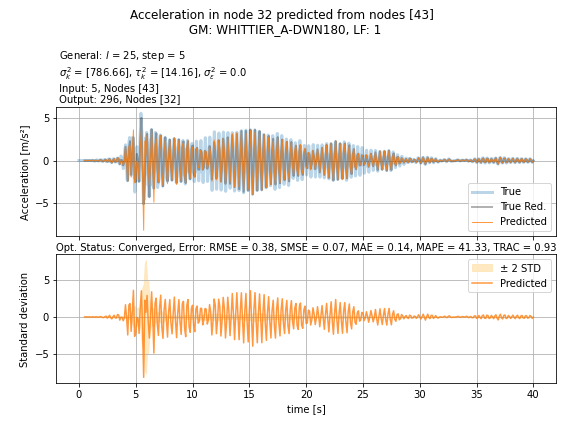 Acceleration in node 32 predicted from nodes [43]
GM: WHITTIER_A-DWN180, LF: 1
General: l = 25, step = 5
σ²ₖ = [786.66], τ²ₖ = [14.16], σ²ε = 0.0
Input: 5, Nodes [43]
Output: 296, Nodes [32]
Acceleration [m/s²]
5
0
−5
True
True Red.
Predicted
Opt. Status: Converged, Error: RMSE = 0.38, SMSE = 0.07, MAE = 0.14, MAPE = 41.33, TRAC = 0.93
Standard deviation
5
0
−5
± 2 STD
Predicted
0 5 10 15 20 25 30 35 40
time [s]